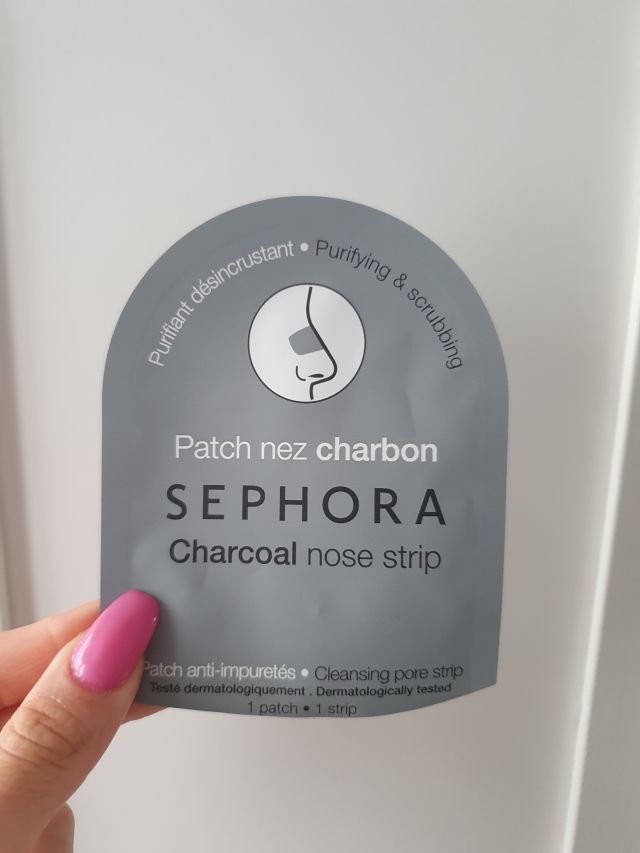 Purifiant désincrustant • Purifying & scrubbing
Patch nez charbon
SEPHORA
Charcoal nose strip
Patch anti-impuretés • Cleansing pore strip
Testé dermatologiquement . Dermatologically tested
1 patch • 1 strip